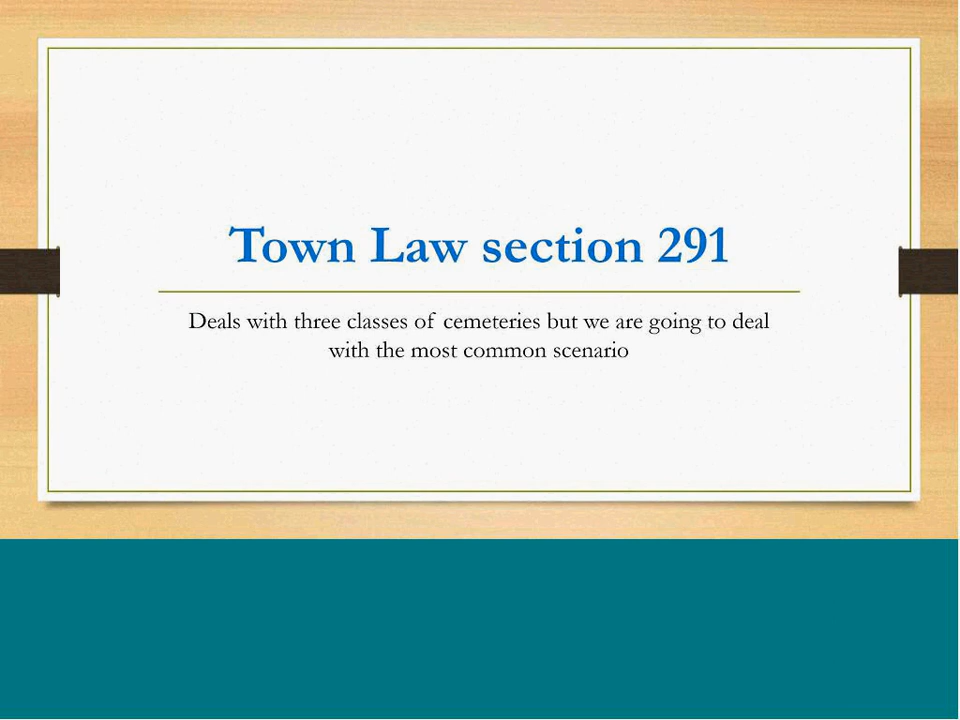 Town Law section 291
Deals with three classes of cemeteries but we are going to deal
with the most common scenario